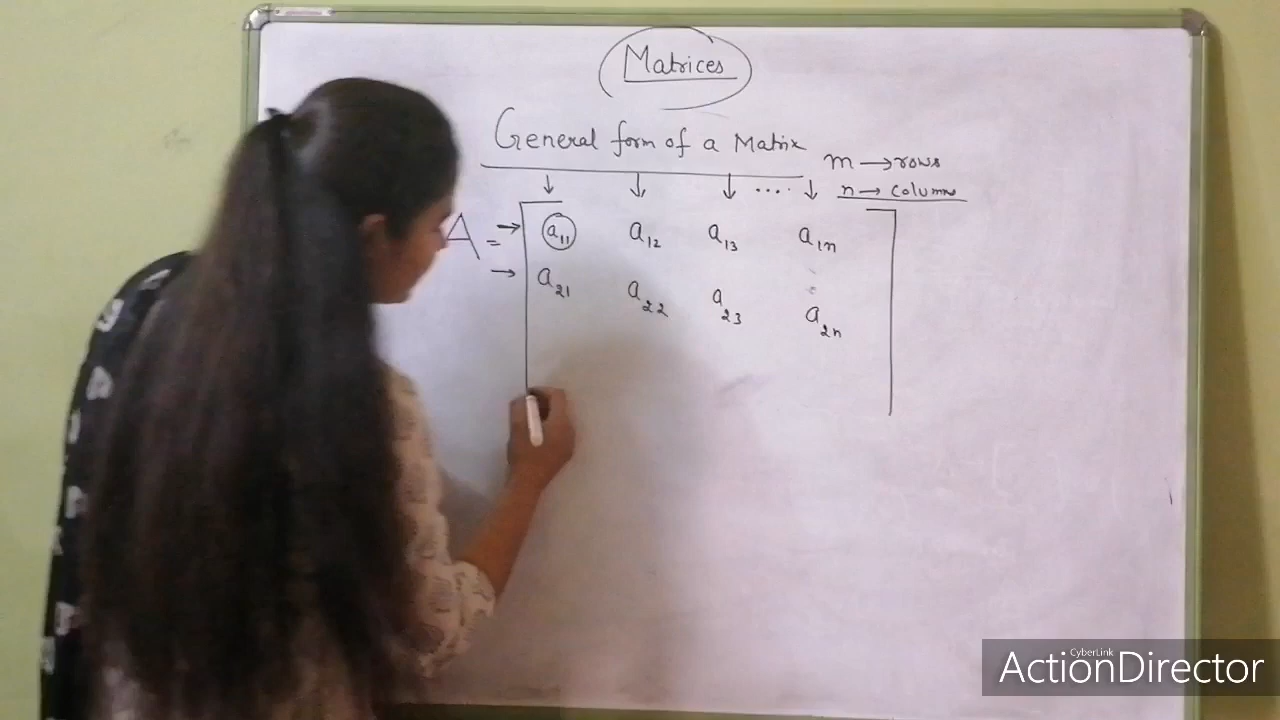 Matrices
General form of a Matrix
m → rows
n → columns
↓ ↓ ↓ .... ↓
A = → a₁₁ a₁₂ a₁₃ a₁ₙ
→ a₂₁ a₂₂ a₂₃ a₂ₙ
CyberLink
ActionDirector